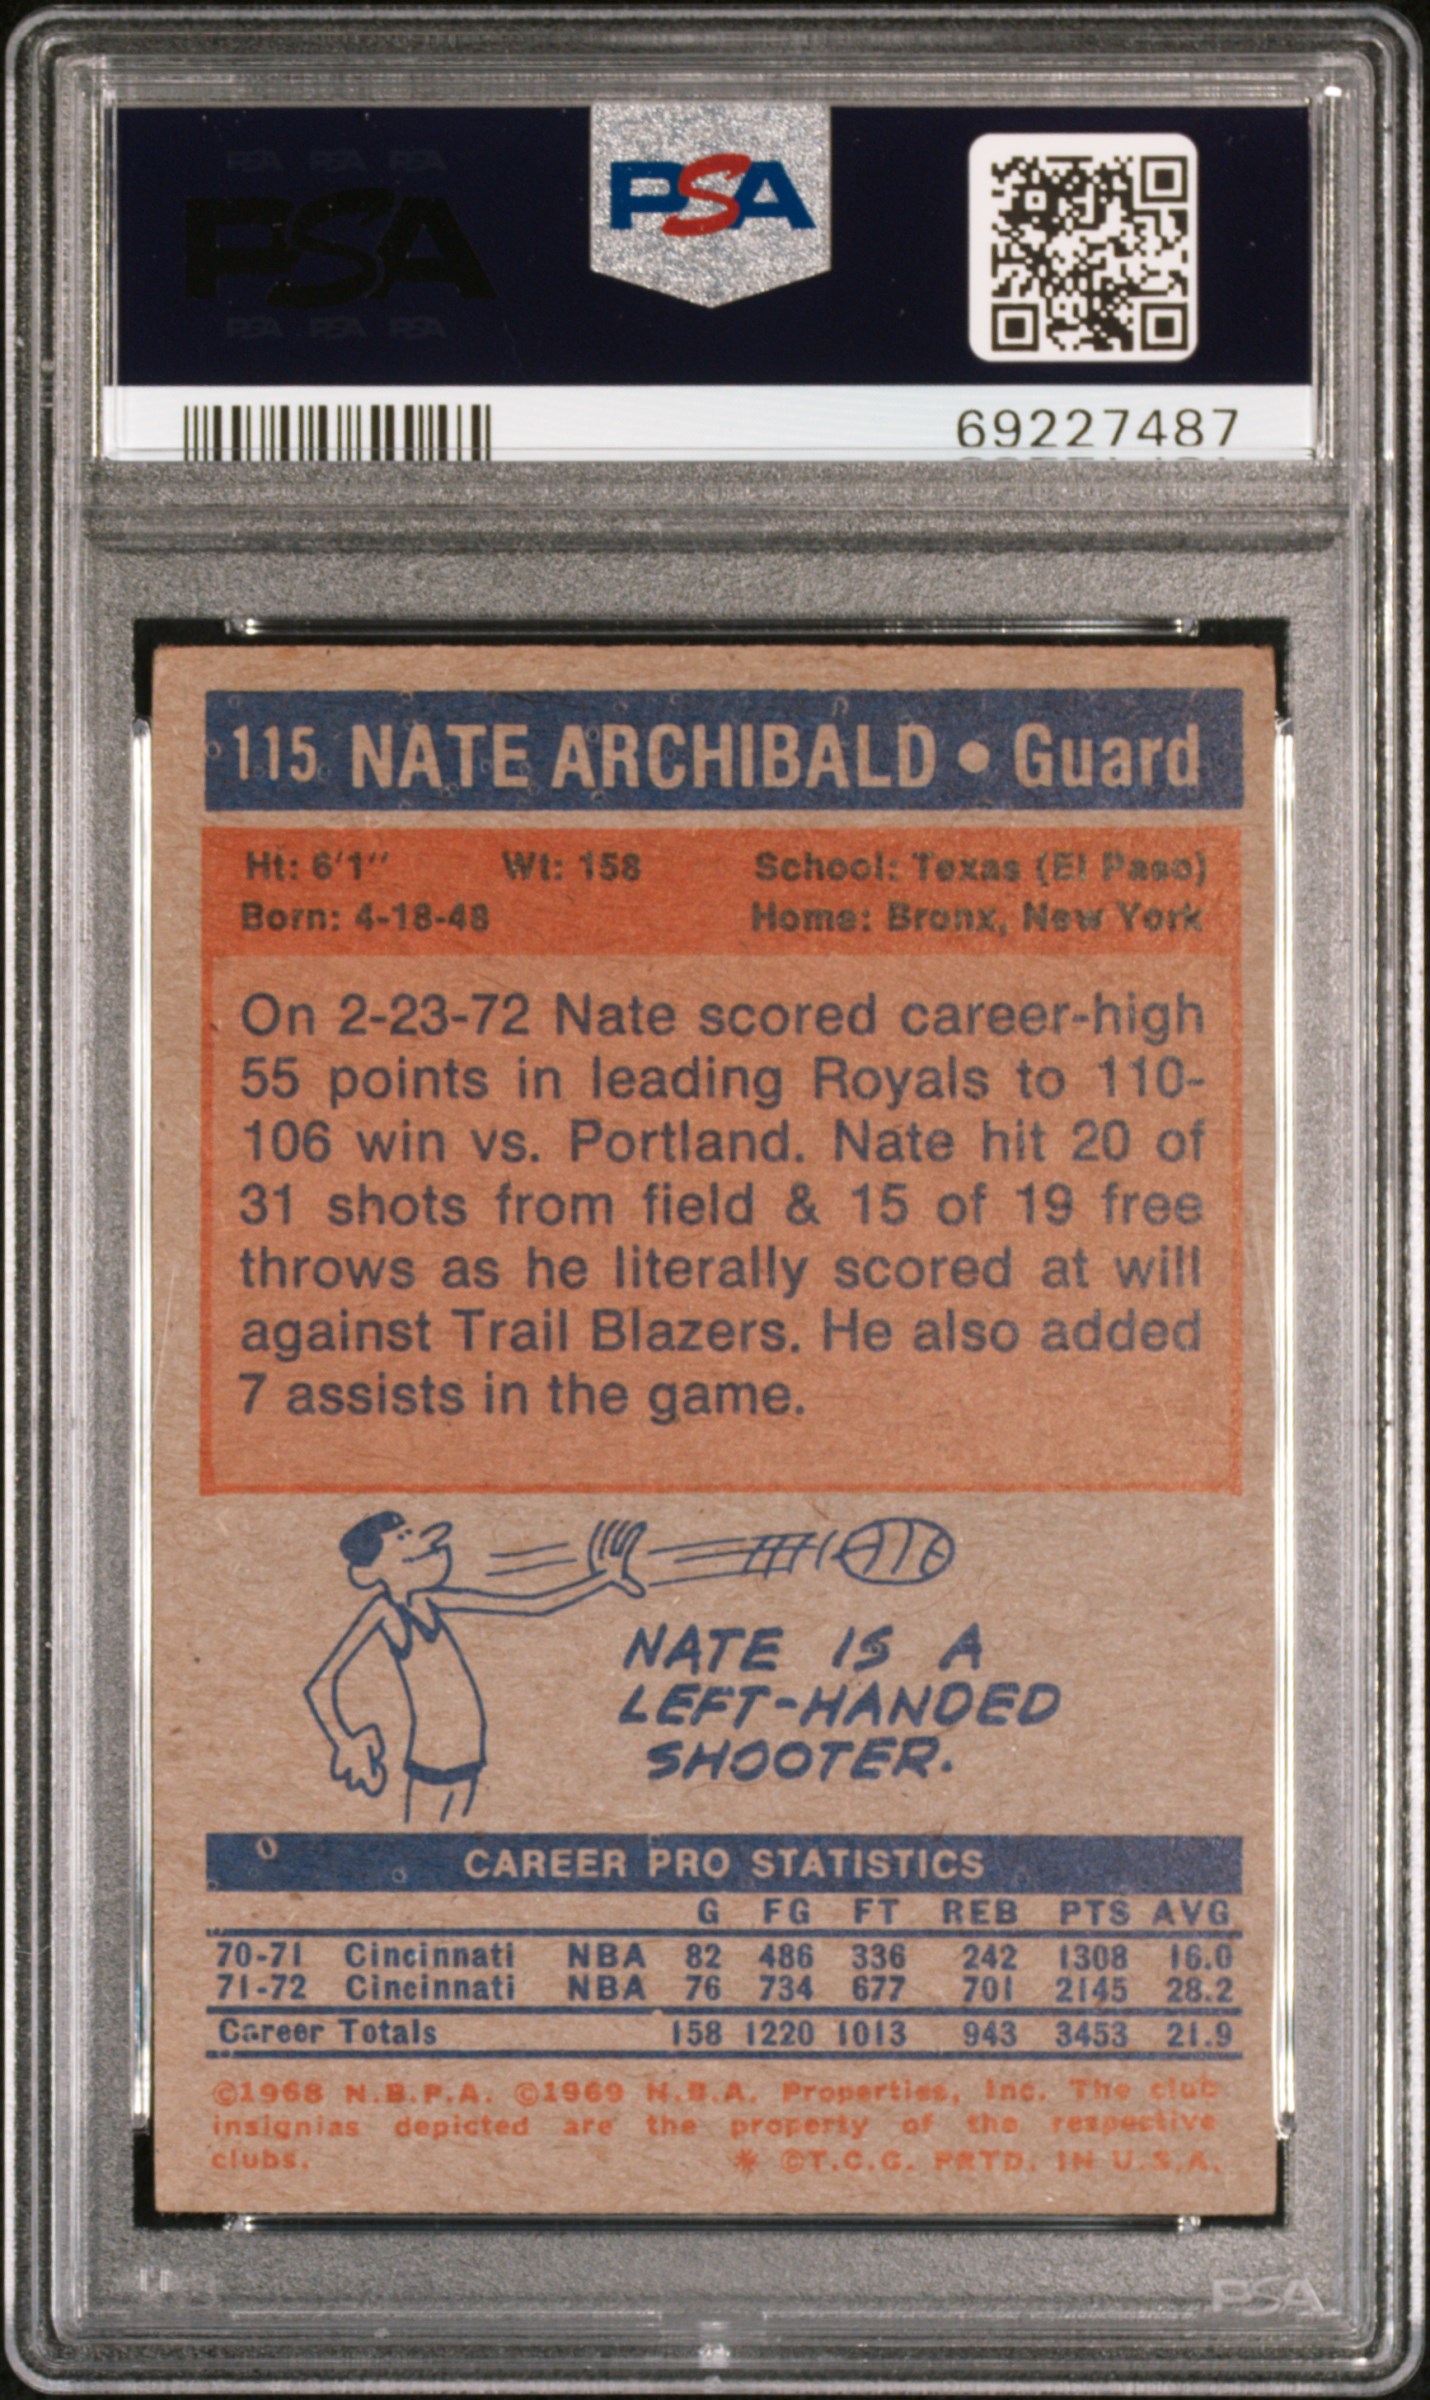 PSA PSA PSA
PSA
PSA
PSA PSA PSA
69227487
115 NATE ARCHIBALD • Guard
Ht: 6'1" Wt: 158 School: Texas (El Paso)
Born: 4-18-48 Home: Bronx, New York
On 2-23-72 Nate scored career-high
55 points in leading Royals to 110-
106 win vs. Portland. Nate hit 20 of
31 shots from field & 15 of 19 free
throws as he literally scored at will
against Trail Blazers. He also added
7 assists in the game.
NATE IS A
LEFT-HANDED
SHOOTER.
CAREER PRO STATISTICS
G FG FT REB PTS AVG
70-71 Cincinnati NBA 82 486 336 242 1308 16.0
71-72 Cincinnati NBA 76 734 677 701 2145 28.2
Career Totals 158 1220 1013 943 3453 21.9
©1968 N.B.P.A. ©1969 N.B.A. Properties, Inc. The club
insignias depicted are the property of the respective
clubs. * ©T.C.G. PRTD. IN U.S.A.
PSA